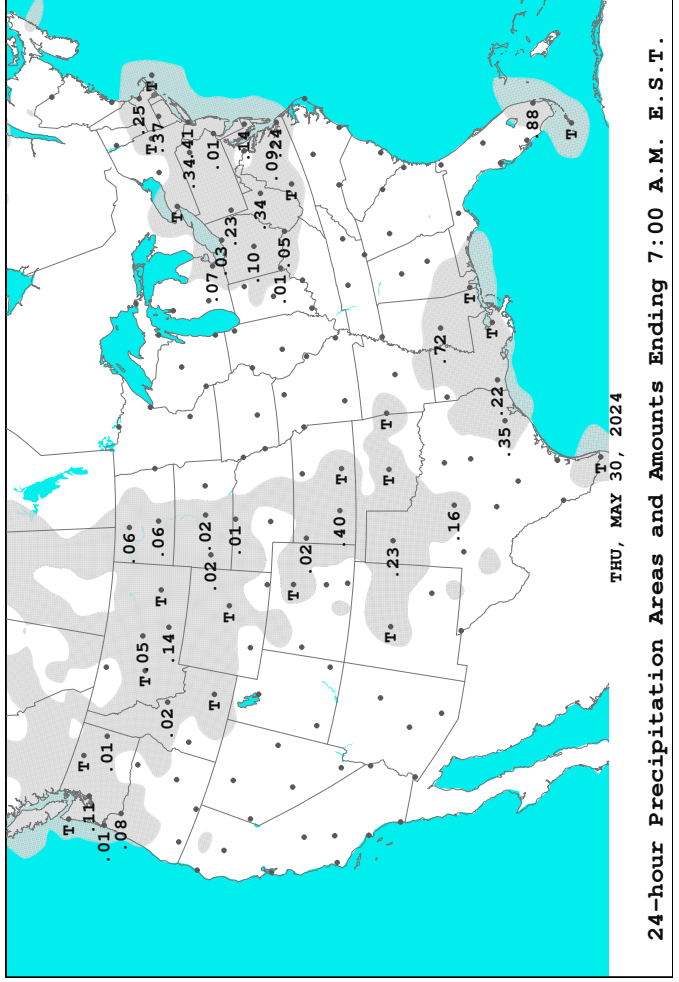 T
T
.11
.01
.01
.08
.06
.25
.05
T
T
T
.37
.06
T
.14
.02
T
.34
.41
.02
.02
.07
.01
T
.03
T
.23
.01
.14
.10
.34
.09
.24
.01
.05
T
T
.02
.40
T
T
T
T
.23
.72
.16
T
T
.22
.35
.88
T
T
THU, MAY 30, 2024
24-hour Precipitation Areas and Amounts Ending 7:00 A.M. E.S.T.